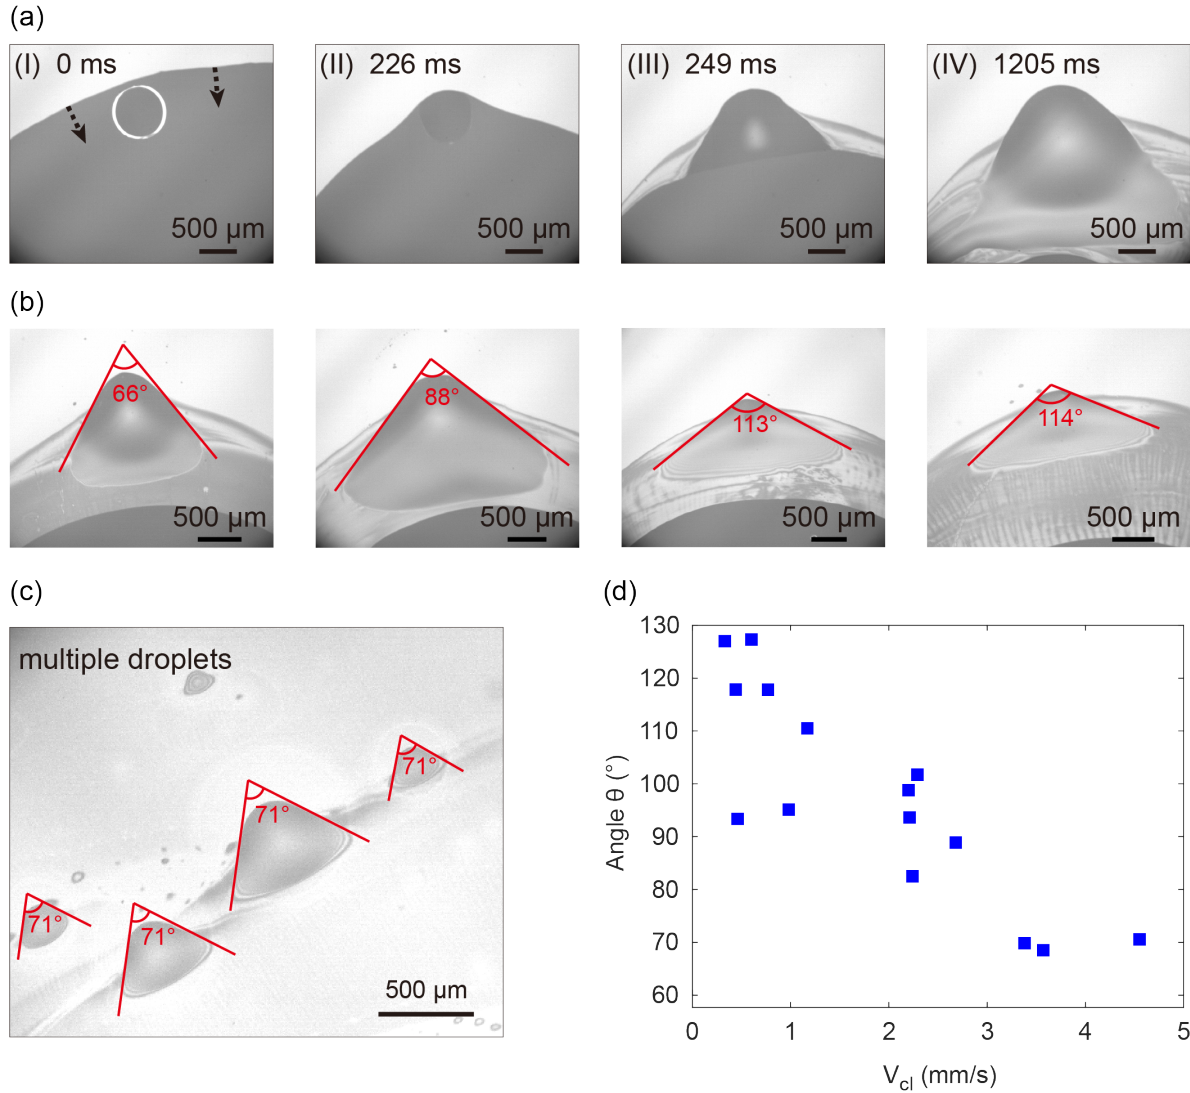 (a)
(I) 0 ms
(II) 226 ms
(III) 249 ms
(IV) 1205 ms
500 μm
500 μm
500 μm
500 μm
(b)
66°
88°
113°
114°
500 μm
500 μm
500 μm
500 μm
(c)
multiple droplets
71°
71°
71°
71°
500 μm
(d)
130
120
110
100
90
80
70
60
Angle θ (°)
0 1 2 3 4 5
Vcl (mm/s)